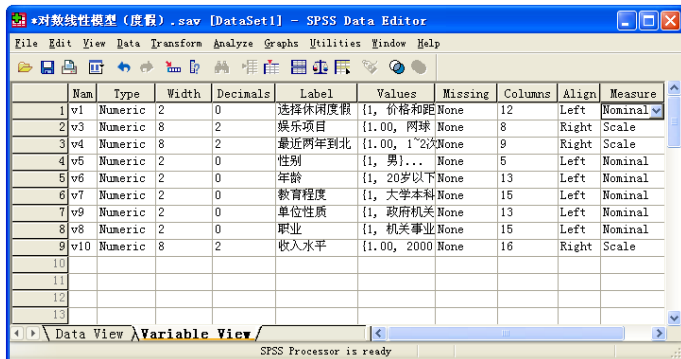 *对数线性模型（度假）.sav [DataSet1] - SPSS Data Editor
File Edit View Data Transform Analyze Graphs Utilities Window Help
Nam Type Width Decimals Label Values Missing Columns Align Measure
1 v1 Numeric 2 0 选择休闲度假 {1, 价格和距 None 12 Left Nominal
2 v3 Numeric 8 2 娱乐项目 {1.00, 网球 None 8 Right Scale
3 v4 Numeric 8 2 最近两年到北 {1.00, 1~2次 None 9 Right Scale
4 v5 Numeric 2 0 性别 {1, 男}... None 5 Left Nominal
5 v6 Numeric 2 0 年龄 {1, 20岁以下 None 13 Left Nominal
6 v7 Numeric 2 0 教育程度 {1, 大学本科 None 15 Left Nominal
7 v9 Numeric 2 0 单位性质 {1, 政府机关 None 13 Left Nominal
8 v8 Numeric 2 0 职业 {1, 机关事业 None 15 Left Nominal
9 v10 Numeric 8 2 收入水平 {1.00, 2000 None 16 Right Scale
10
11
12
13
Data View Variable View
SPSS Processor is ready